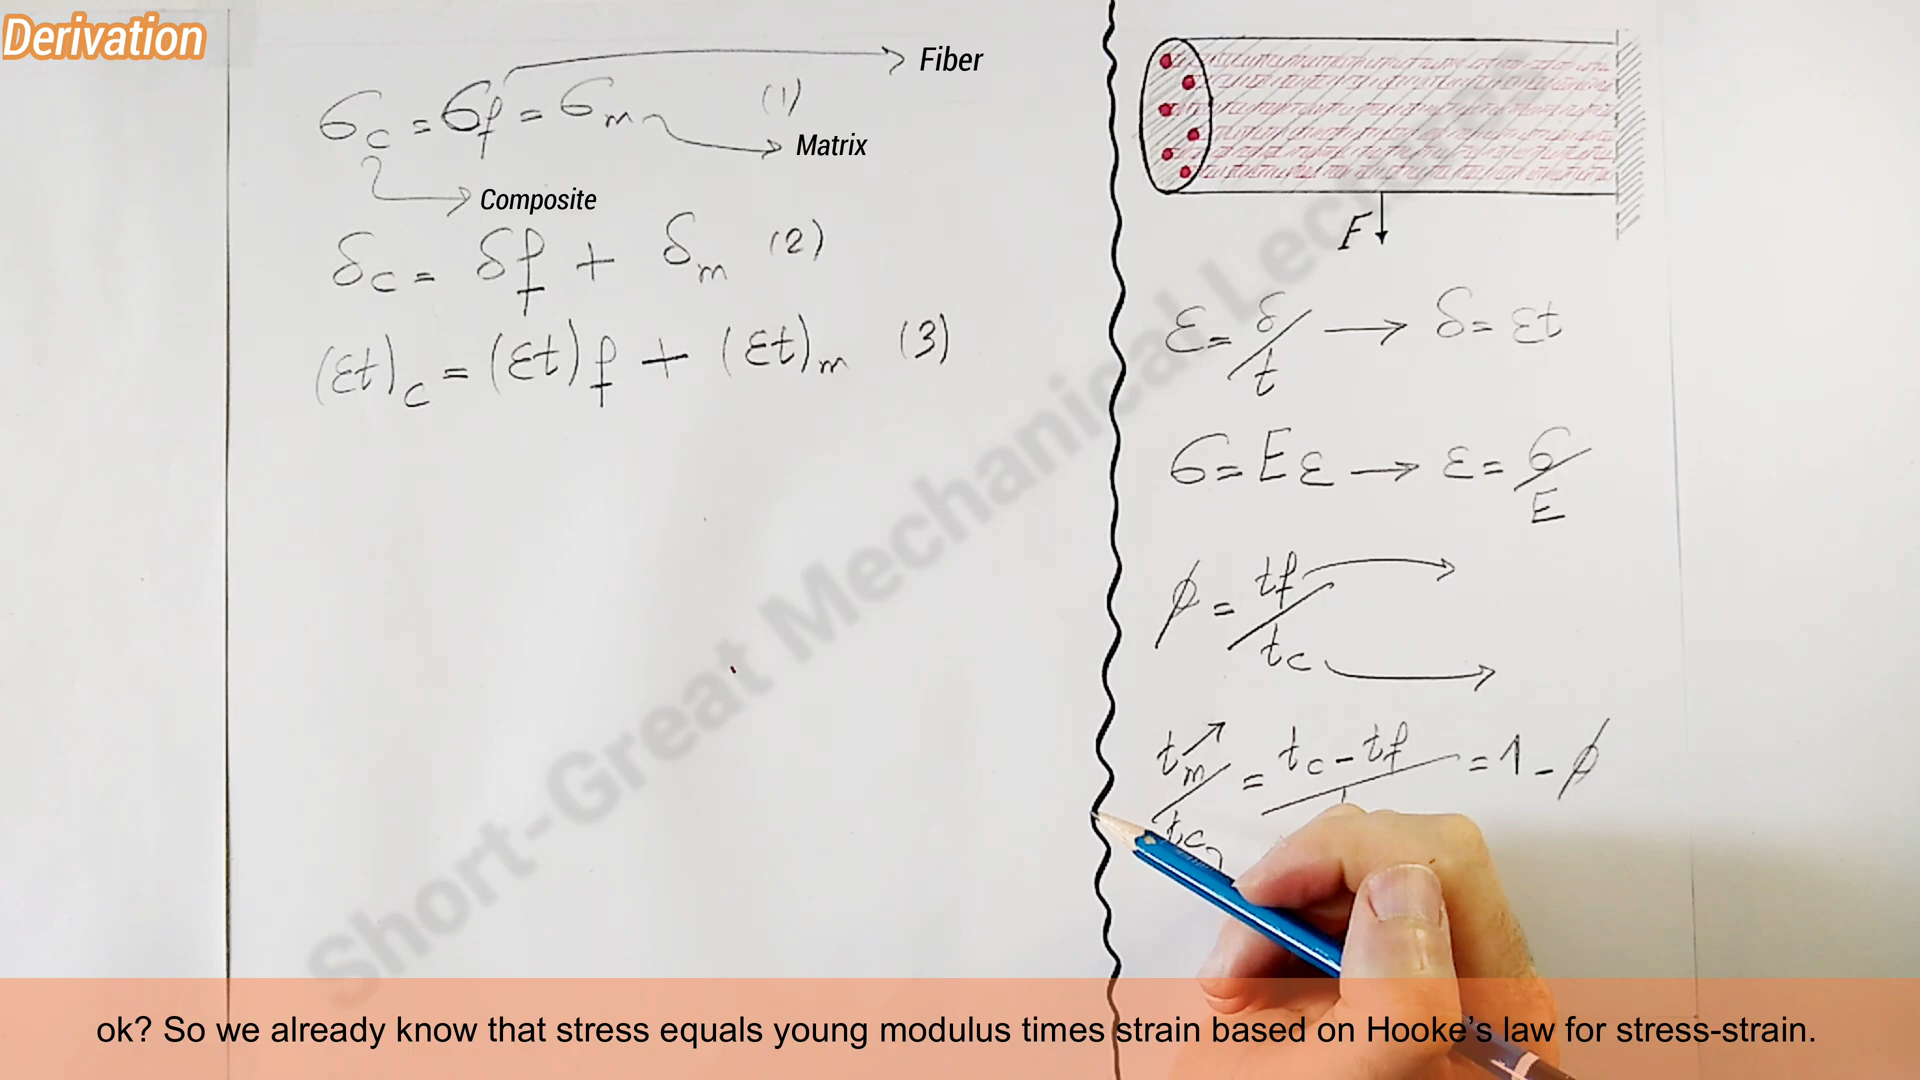 Derivation
Fiber
σc = σf = σm (1)
Matrix
Composite
δc = δf + δm (2)
(εt)c = (εt)f + (εt)m (3)
F
ε = δ/t → δ = εt
σ = Eε → ε = σ/E
ϕ = tf/tc
tm/tc = tc - tf/ = 1 - ϕ
Short-Great Mechanical Lecture
ok? So we already know that stress equals young modulus times strain based on Hooke’s law for stress-strain.